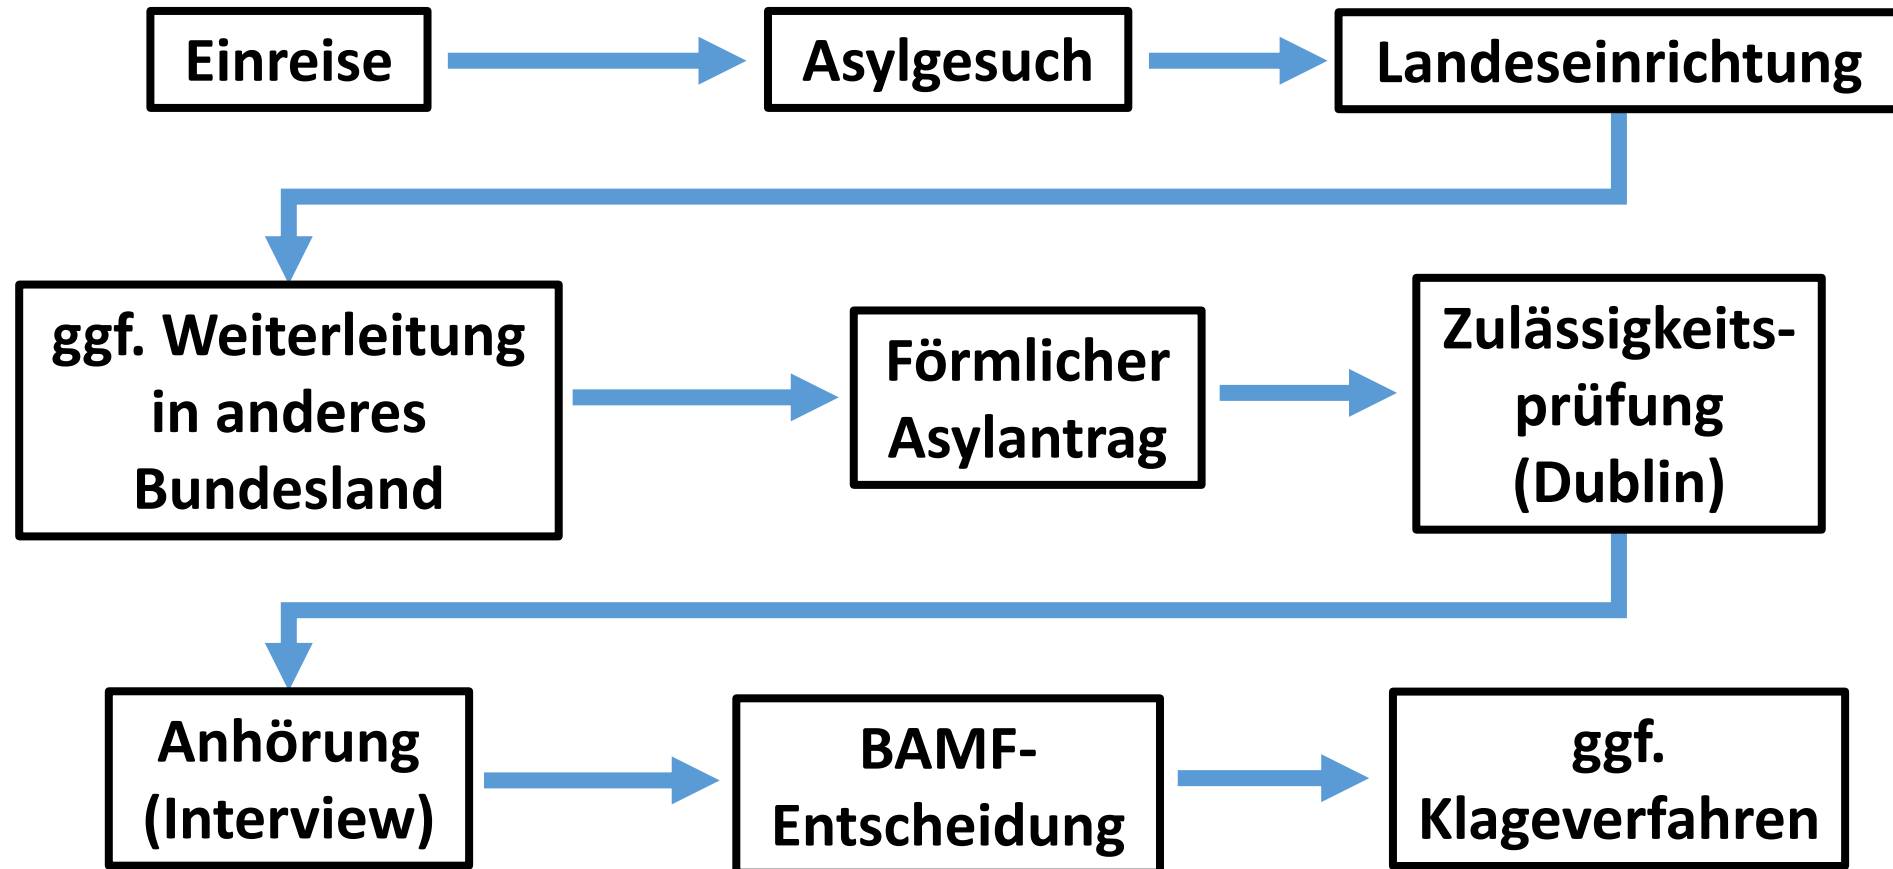 Einreise
Asylgesuch
Landeseinrichtung
ggf. Weiterleitung
in anderes
Bundesland
Förmlicher
Asylantrag
Zulässigkeits-
prüfung
(Dublin)
Anhörung
(Interview)
BAMF-
Entscheidung
ggf.
Klageverfahren